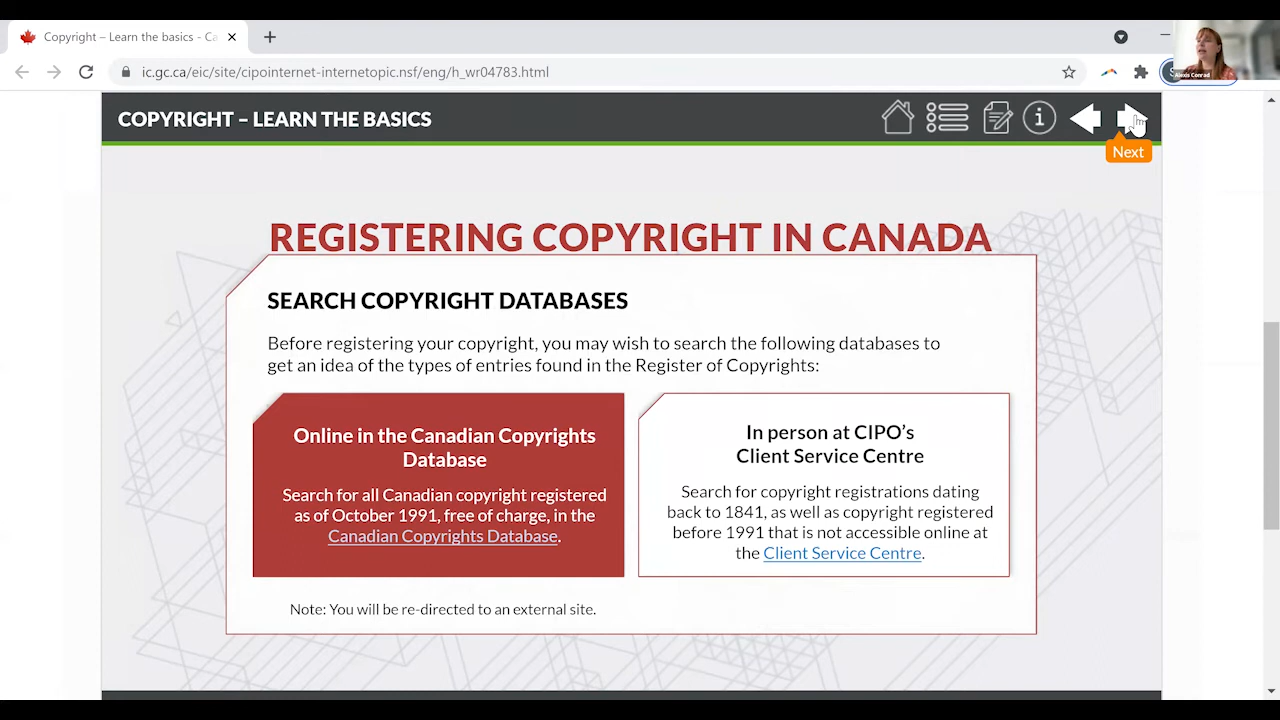 Copyright – Learn the basics - Ca
ic.gc.ca/eic/site/cipointernet-internetopic.nsf/eng/h_wr04783.html
Alexis Conrad
COPYRIGHT – LEARN THE BASICS
Next
REGISTERING COPYRIGHT IN CANADA
SEARCH COPYRIGHT DATABASES
Before registering your copyright, you may wish to search the following databases to
get an idea of the types of entries found in the Register of Copyrights:
Online in the Canadian Copyrights
Database
Search for all Canadian copyright registered
as of October 1991, free of charge, in the
Canadian Copyrights Database.
In person at CIPO’s
Client Service Centre
Search for copyright registrations dating
back to 1841, as well as copyright registered
before 1991 that is not accessible online at
the Client Service Centre.
Note: You will be re-directed to an external site.